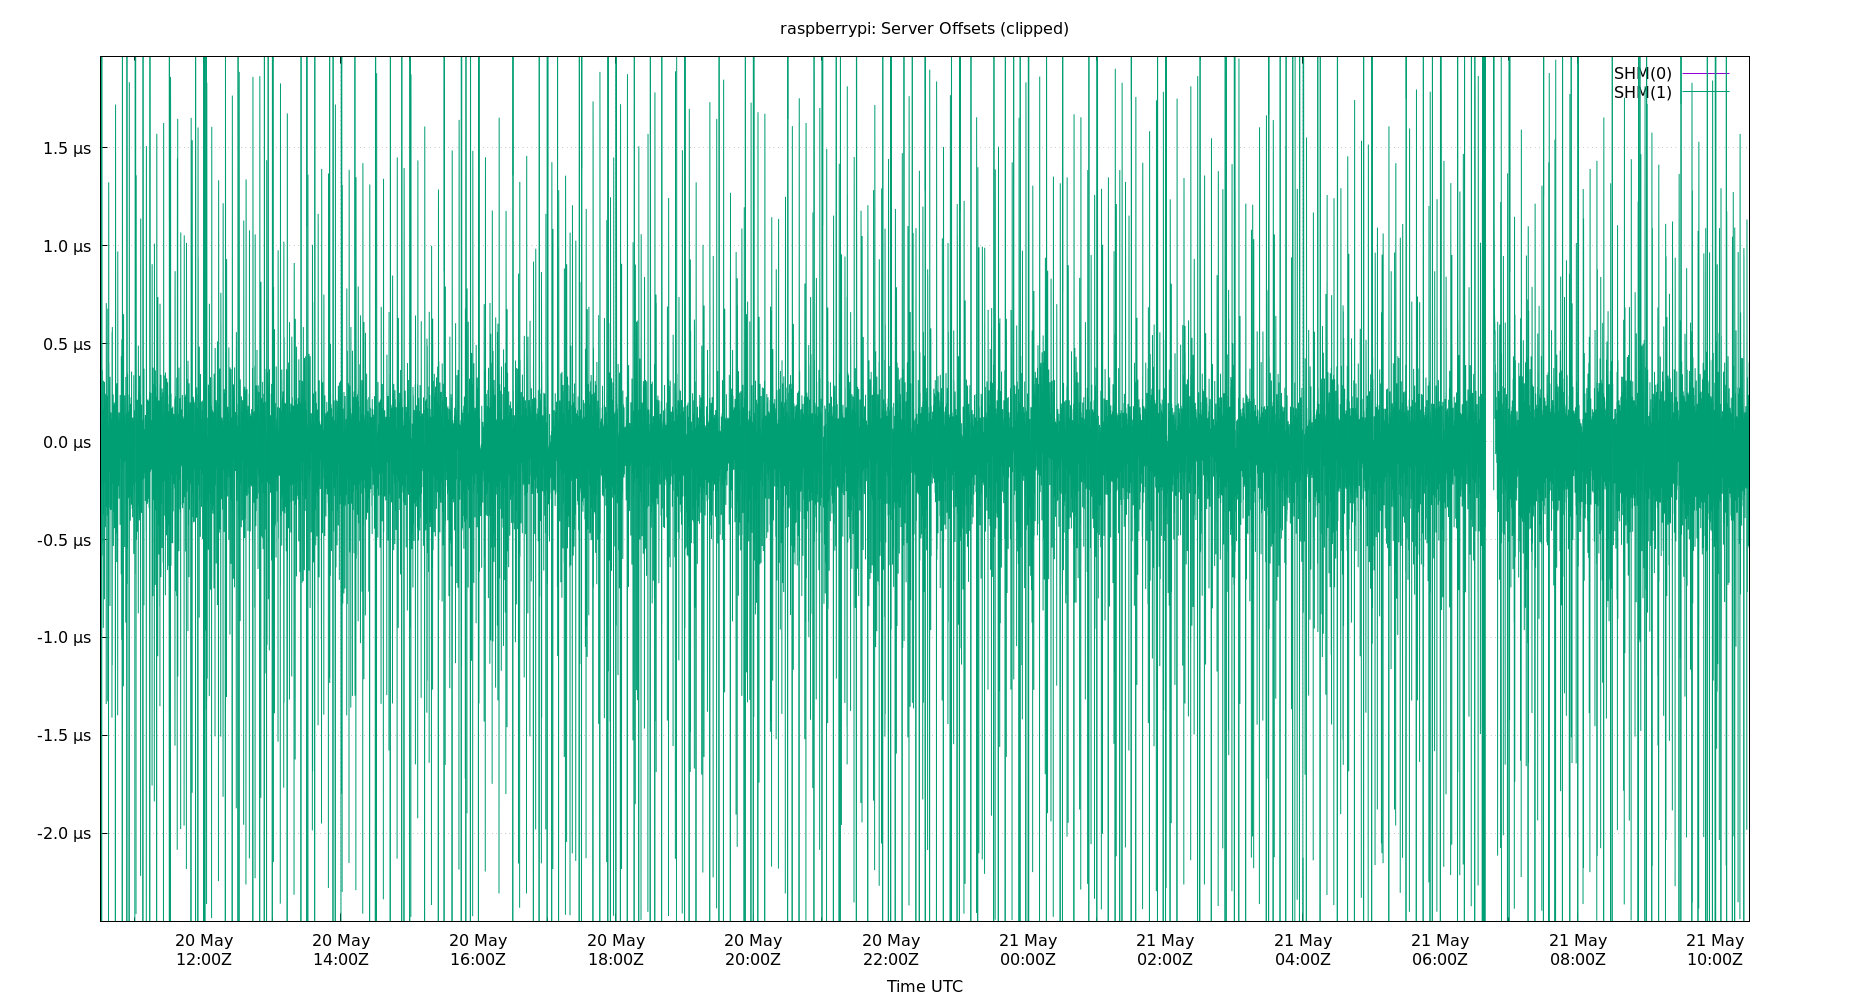 raspberrypi: Server Offsets (clipped)
SHM(0)
SHM(1)
1.5 µs
1.0 µs
0.5 µs
0.0 µs
-0.5 µs
-1.0 µs
-1.5 µs
-2.0 µs
20 May 20 May 20 May 20 May 20 May 20 May 21 May 21 May 21 May 21 May 21 May 21 May
12:00Z 14:00Z 16:00Z 18:00Z 20:00Z 22:00Z 00:00Z 02:00Z 04:00Z 06:00Z 08:00Z 10:00Z
Time UTC